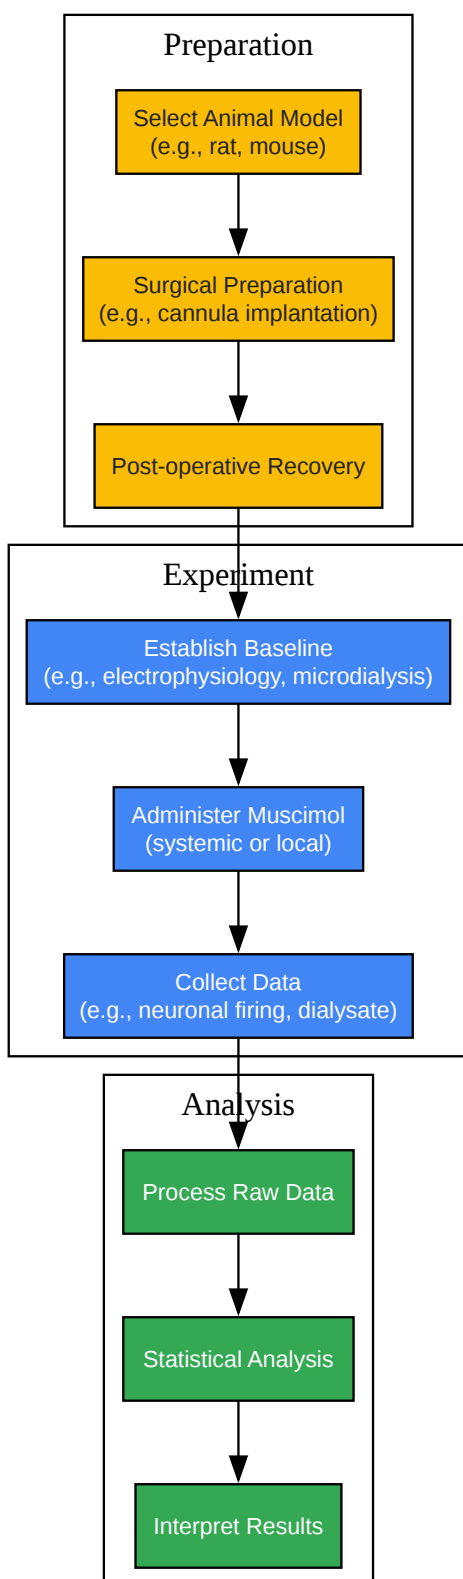 Preparation
Select Animal Model
(e.g., rat, mouse)
Surgical Preparation
(e.g., cannula implantation)
Post-operative Recovery
Experiment
Establish Baseline
(e.g., electrophysiology, microdialysis)
Administer Muscimol
(systemic or local)
Collect Data
(e.g., neuronal firing, dialysate)
Analysis
Process Raw Data
Statistical Analysis
Interpret Results